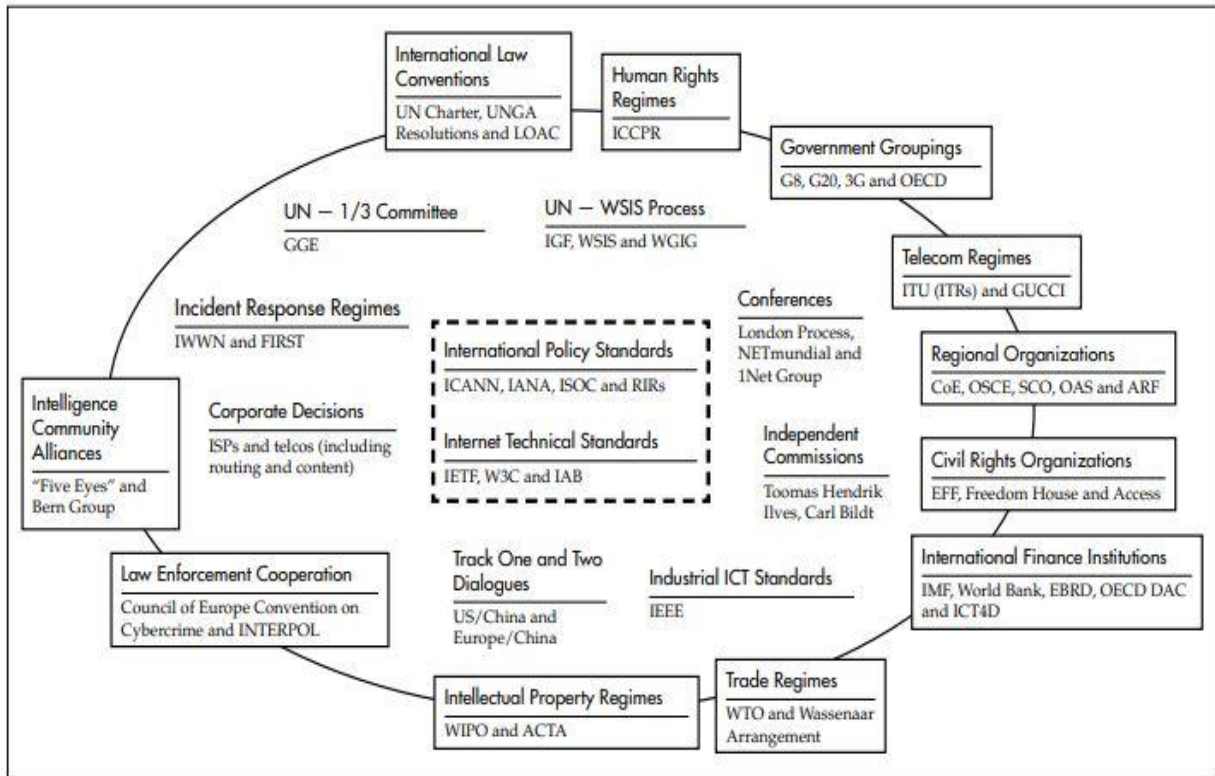 International Law
Conventions
UN Charter, UNGA
Resolutions and LOAC
Human Rights
Regimes
ICCPR
Government Groupings
G8, G20, 3G and OECD
UN — 1/3 Committee
GGE
UN — WSIS Process
IGF, WSIS and WGIG
Telecom Regimes
ITU (ITRs) and GUCCI
Incident Response Regimes
IWWN and FIRST
Conferences
London Process,
NETmundial and
1Net Group
International Policy Standards
ICANN, IANA, ISOC and RIRs
Regional Organizations
CoE, OSCE, SCO, OAS and ARF
Intelligence
Community
Alliances
"Five Eyes" and
Bern Group
Corporate Decisions
ISPs and telcos (including
routing and content)
Internet Technical Standards
IETF, W3C and IAB
Independent
Commissions
Toomas Hendrik
Ilves, Carl Bildt
Civil Rights Organizations
EFF, Freedom House and Access
Law Enforcement Cooperation
Council of Europe Convention on
Cybercrime and INTERPOL
Track One and Two
Dialogues
US/China and
Europe/China
Industrial ICT Standards
IEEE
International Finance Institutions
IMF, World Bank, EBRD, OECD DAC
and ICT4D
Intellectual Property Regimes
WIPO and ACTA
Trade Regimes
WTO and Wassenaar
Arrangement